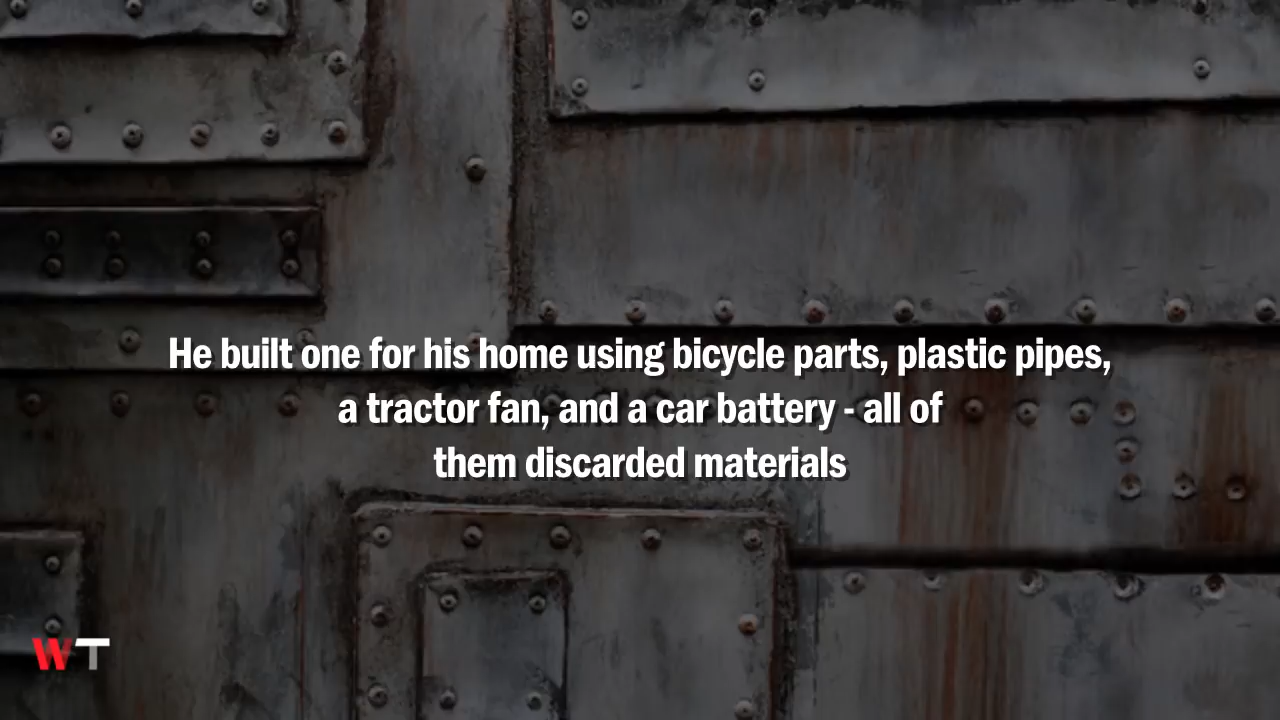 He built one for his home using bicycle parts, plastic pipes,
a tractor fan, and a car battery - all of
them discarded materials
WT